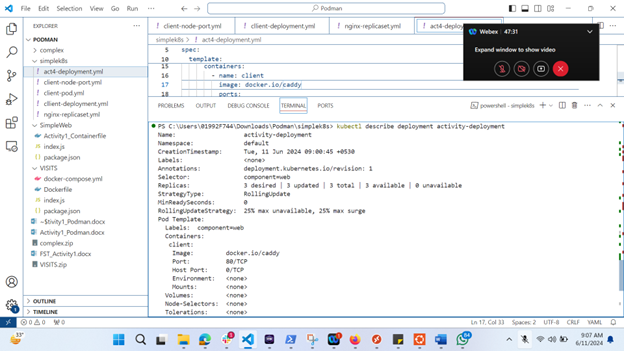 File Edit Selection View Go Run ... Podman
EXPLORER
PODMAN
complex
simplek8s
act4-deployment.yml
client-node-port.yml
client-pod.yml
cllient-deployment.yml
nginx-replicaset.yml
SimpleWeb
Activity1_Containerfile
index.js
package.json
VISITS
docker-compose.yml
Dockerfile
index.js
package.json
~$tivity1_Podman.docx
Activity1_Podman.docx
complex.zip
FST_Activity1.docx
VISITS.zip
OUTLINE
TIMELINE
client-node-port.yml cllient-deployment.yml nginx-replicaset.yml act4-deployment.yml
simplek8s > act4-deployment.yml
5 spec:
10 template:
15 containers:
16 - name: client
17 image: docker.io/caddy
18 ports:
Webex 47:31
Expand window to show video
PROBLEMS OUTPUT DEBUG CONSOLE TERMINAL PORTS
powershell - simplek8s
PS C:\Users\01992F744\Downloads\Podman\simplek8s> kubectl describe deployment activity-deployment
Name: activity-deployment
Namespace: default
CreationTimestamp: Tue, 11 Jun 2024 09:00:45 +0530
Labels: <none>
Annotations: deployment.kubernetes.io/revision: 1
Selector: component=web
Replicas: 3 desired | 3 updated | 3 total | 3 available | 0 unavailable
StrategyType: RollingUpdate
MinReadySeconds: 0
RollingUpdateStrategy: 25% max unavailable, 25% max surge
Pod Template:
Labels: component=web
Containers:
client:
Image: docker.io/caddy
Port: 80/TCP
Host Port: 0/TCP
Environment: <none>
Mounts: <none>
Volumes: <none>
Node-Selectors: <none>
Tolerations: <none>
0 0 0 Ln 17, Col 33 Spaces: 2 UTF-8 CRLF YAML
33°
9:07 AM
6/11/2024